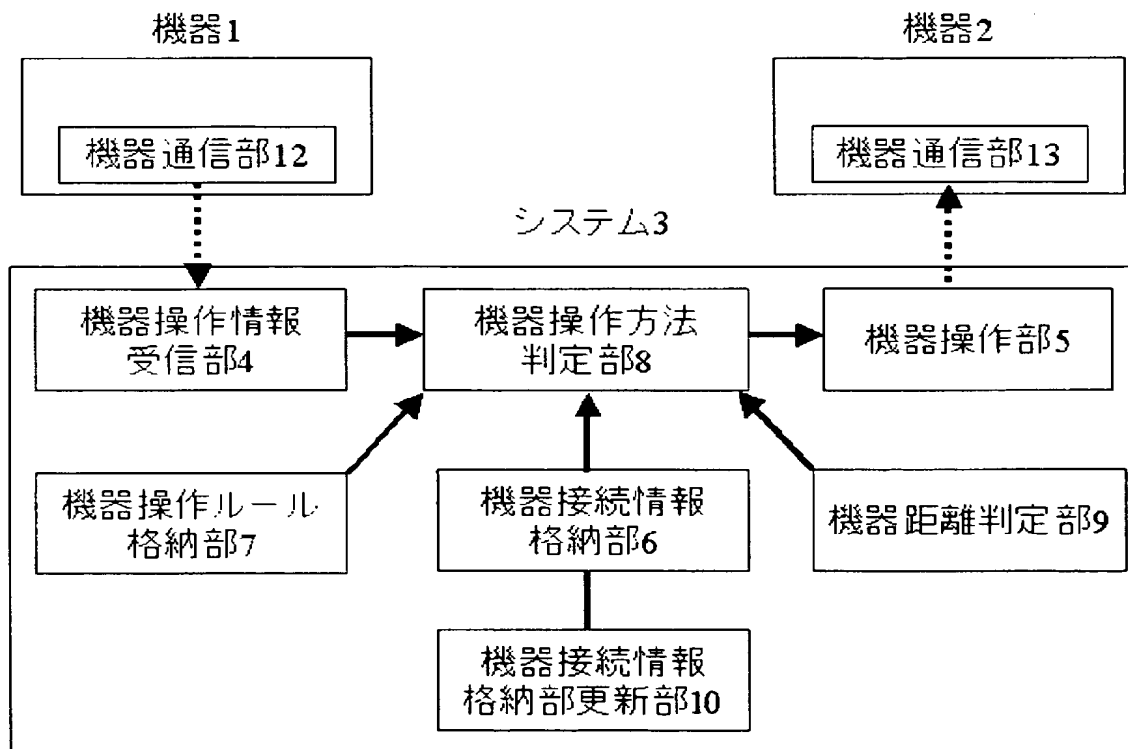 機器1
機器2
機器通信部12
機器通信部13
システム3
機器操作情報
受信部4
機器操作方法
判定部8
機器操作部5
機器操作ルール
格納部7
機器接続情報
格納部6
機器距離判定部9
機器接続情報
格納部更新部10